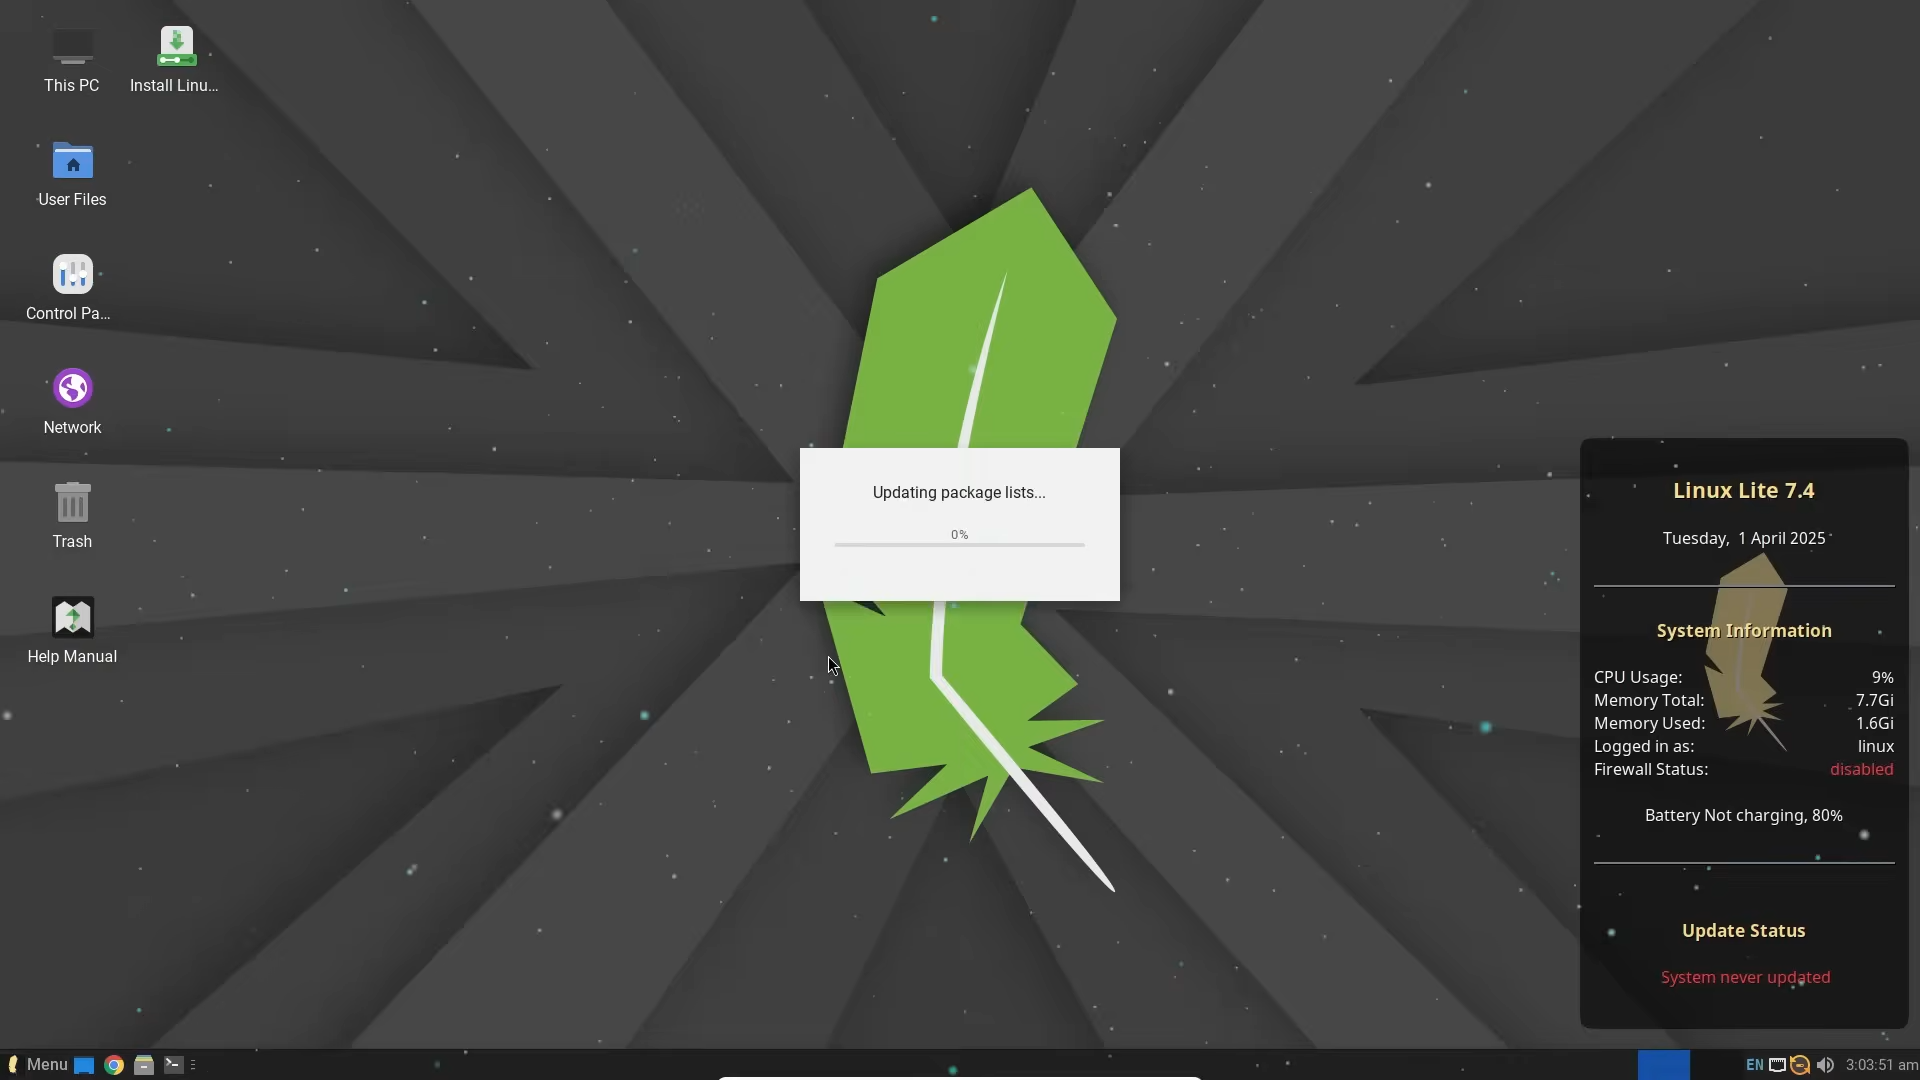 This PC
Install Linu...
User Files
Control Pa...
Network
Trash
Help Manual
Updating package lists...
0%
Linux Lite 7.4
Tuesday,  1 April 2025
System Information
CPU Usage: 9%
Memory Total: 7.7Gi
Memory Used: 1.6Gi
Logged in as: linux
Firewall Status: disabled
Battery Not charging, 80%
Update Status
System never updated
Menu
EN
3:03:51 am